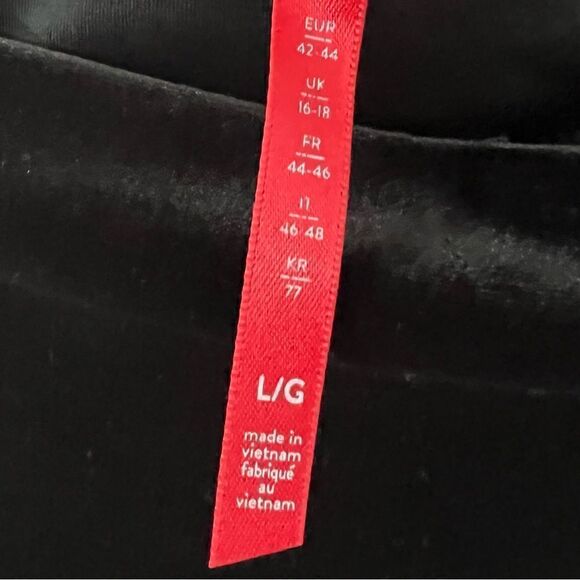 EUR
42-44
UK
16-18
FR
44-46
IT
46-48
KR
77
L/G
made in
vietnam
fabriqué
au
vietnam